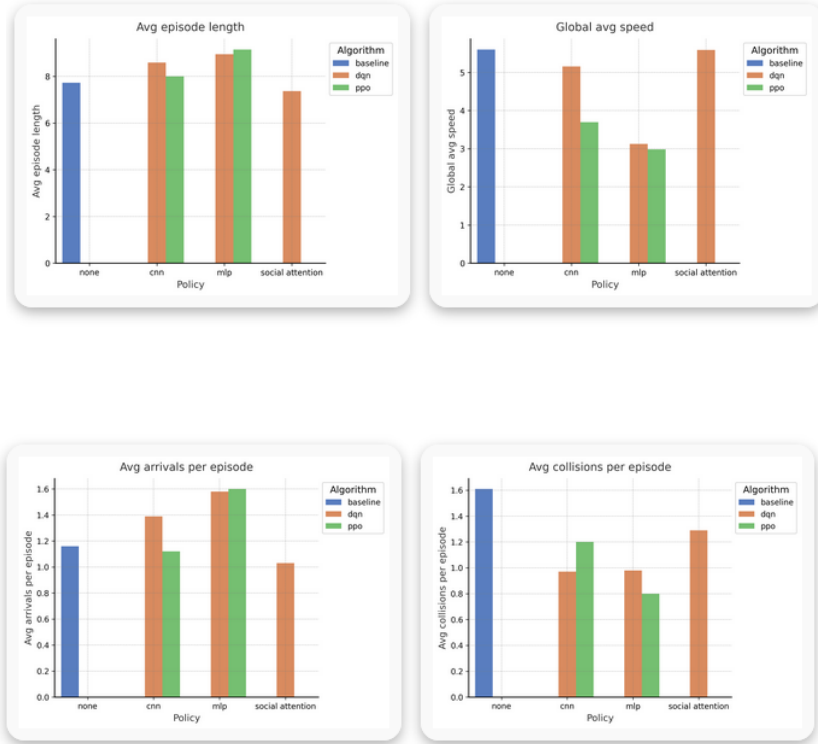 Avg episode length
Algorithm
baseline
dqn
ppo
Avg episode length
8
6
4
2
0
none cnn mlp social attention
Policy
Global avg speed
Algorithm
baseline
dqn
ppo
Global avg speed
5
4
3
2
1
0
none cnn mlp social attention
Policy
Avg arrivals per episode
Algorithm
baseline
dqn
ppo
Avg arrivals per episode
1.6
1.4
1.2
1.0
0.8
0.6
0.4
0.2
0.0
none cnn mlp social attention
Policy
Avg collisions per episode
Algorithm
baseline
dqn
ppo
Avg collisions per episode
1.6
1.4
1.2
1.0
0.8
0.6
0.4
0.2
0.0
none cnn mlp social attention
Policy